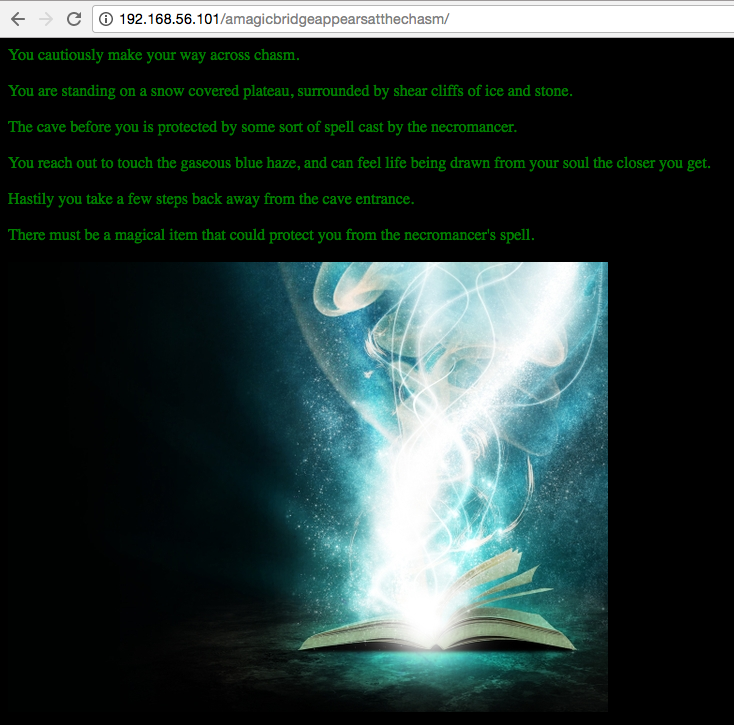 192.168.56.101/amagicbridgeappearsatthechasm/
You cautiously make your way across chasm.
You are standing on a snow covered plateau, surrounded by shear cliffs of ice and stone.
The cave before you is protected by some sort of spell cast by the necromancer.
You reach out to touch the gaseous blue haze, and can feel life being drawn from your soul the closer you get.
Hastily you take a few steps back away from the cave entrance.
There must be a magical item that could protect you from the necromancer's spell.